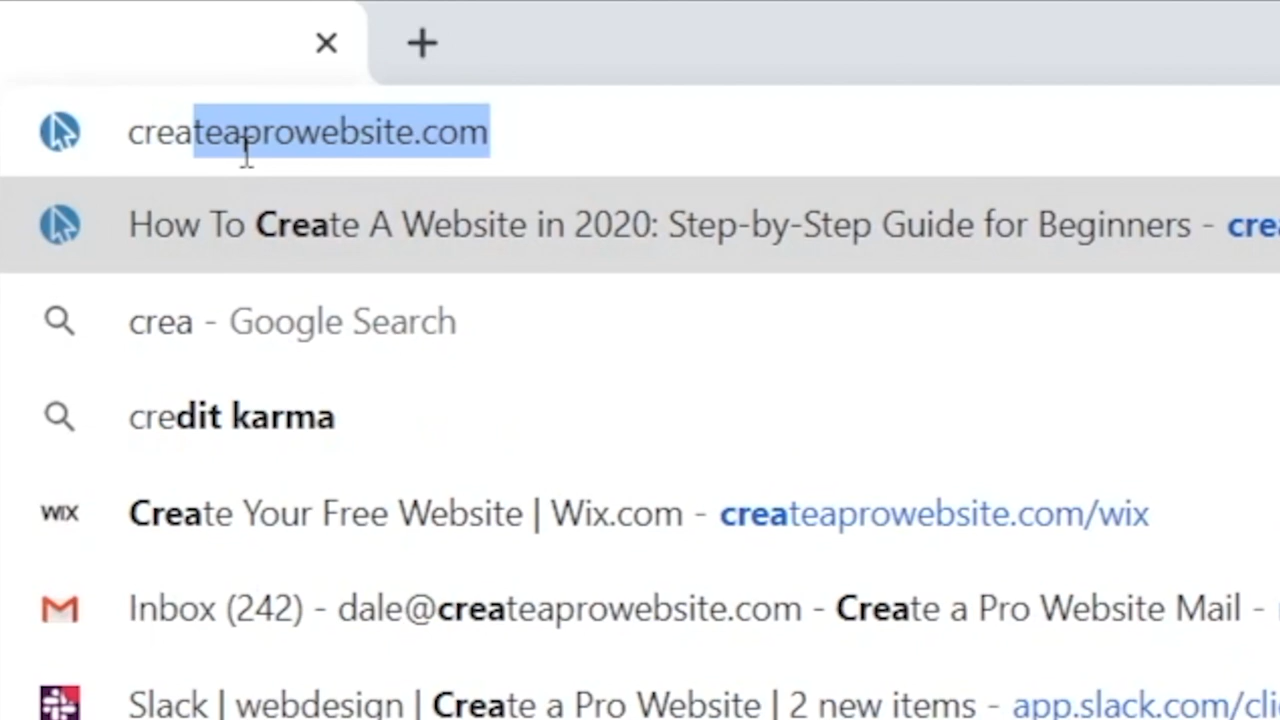 createaprowebsite.com
How To Create A Website in 2020: Step-by-Step Guide for Beginners -
crea - Google Search
credit karma
WIX Create Your Free Website | Wix.com - createaprowebsite.com/wix
Inbox (242) - dale@createaprowebsite.com - Create a Pro Website Mail -
Slack | webdesign | Create a Pro Website | 2 new items - app.slack.com/cli